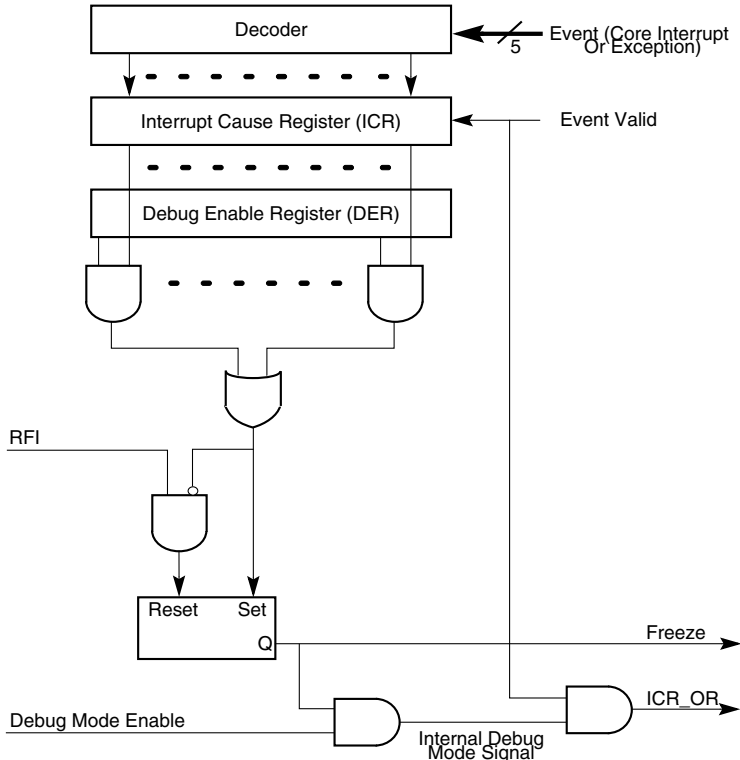 Decoder
Event (Core Interrupt
Or Exception)
5
Interrupt Cause Register (ICR)
Event Valid
Debug Enable Register (DER)
RFI
Reset Set
Q
Freeze
ICR_OR
Debug Mode Enable
Internal Debug
Mode Signal